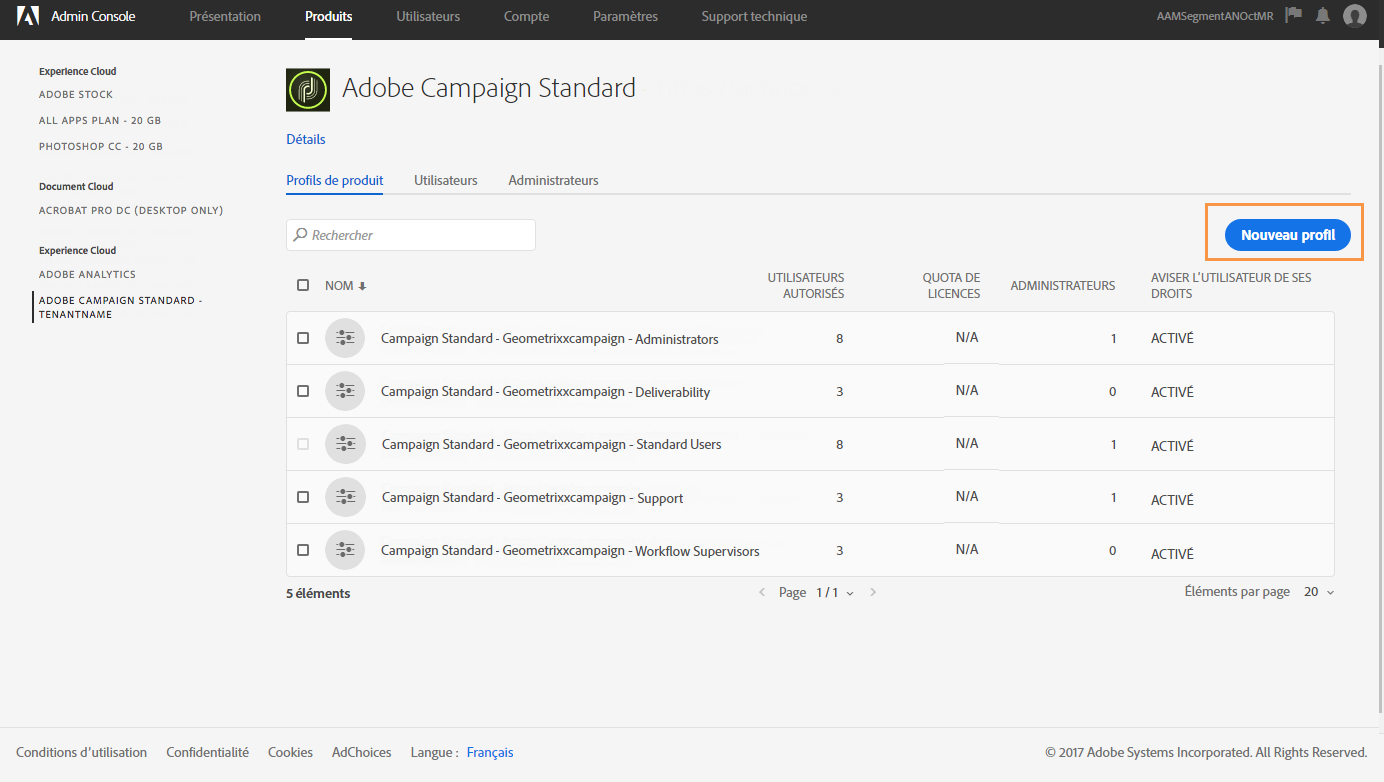 Admin Console
Présentation
Produits
Utilisateurs
Compte
Paramètres
Support technique
AAMSegmentANOctMR
Experience Cloud
ADOBE STOCK
ALL APPS PLAN - 20 GB
PHOTOSHOP CC - 20 GB
Document Cloud
ACROBAT PRO DC (DESKTOP ONLY)
Experience Cloud
ADOBE ANALYTICS
ADOBE CAMPAIGN STANDARD -
TENANTNAME
Adobe Campaign Standard
Détails
Profils de produit
Utilisateurs
Administrateurs
Rechercher
Nouveau profil
NOM
UTILISATEURS
AUTORISÉS
QUOTA DE
LICENCES
ADMINISTRATEURS
AVISER L'UTILISATEUR DE SES
DROITS
Campaign Standard - Geometrixxcampaign - Administrators 8 N/A 1 ACTIVÉ
Campaign Standard - Geometrixxcampaign - Deliverability 3 N/A 0 ACTIVÉ
Campaign Standard - Geometrixxcampaign - Standard Users 8 N/A 1 ACTIVÉ
Campaign Standard - Geometrixxcampaign - Support 3 N/A 1 ACTIVÉ
Campaign Standard - Geometrixxcampaign - Workflow Supervisors 3 N/A 0 ACTIVÉ
5 éléments
Page 1 / 1
Éléments par page 20
Conditions d'utilisation
Confidentialité
Cookies
AdChoices
Langue : Français
© 2017 Adobe Systems Incorporated. All Rights Reserved.